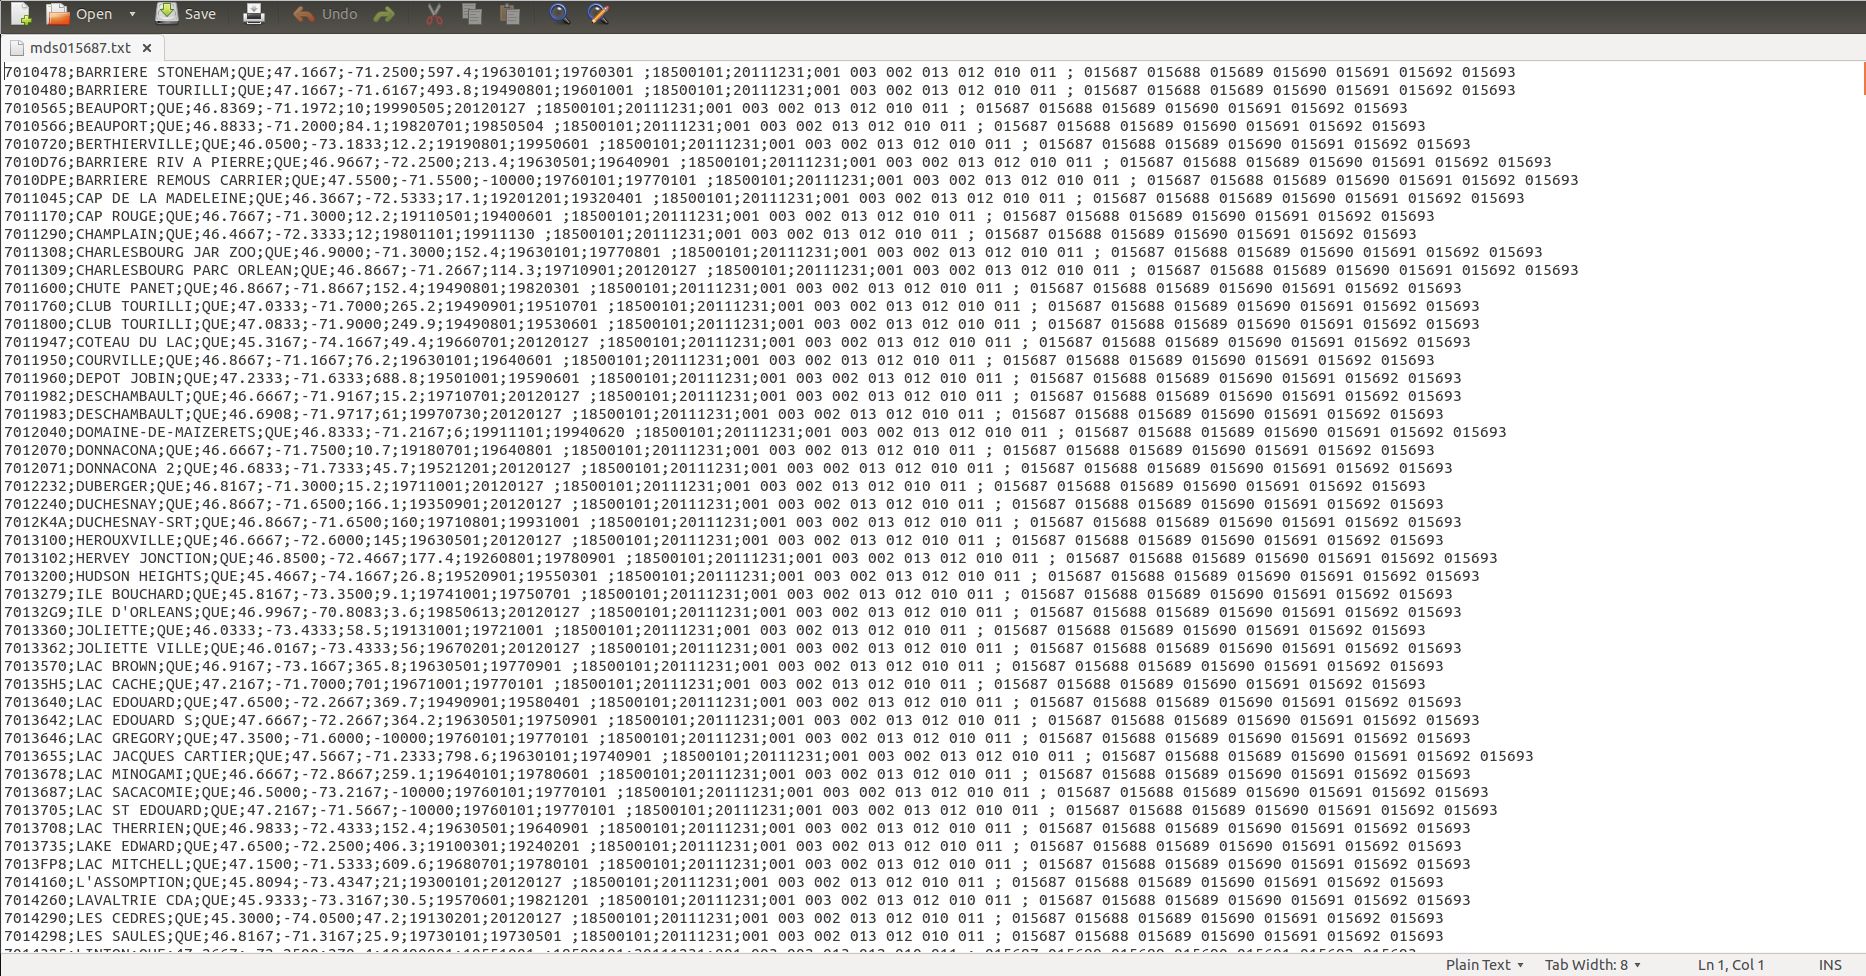 Open Save Undo
mds015687.txt
7010478;BARRIERE STONEHAM;QUE;47.1667;-71.2500;597.4;19630101;19760301 ;18500101;20111231;001 003 002 013 012 010 011 ; 015687 015688 015689 015690 015691 015692 015693
7010480;BARRIERE TOURILLI;QUE;47.1667;-71.6167;493.8;19490801;19601001 ;18500101;20111231;001 003 002 013 012 010 011 ; 015687 015688 015689 015690 015691 015692 015693
7010565;BEAUPORT;QUE;46.8369;-71.1972;10;19990505;20120127 ;18500101;20111231;001 003 002 013 012 010 011 ; 015687 015688 015689 015690 015691 015692 015693
7010566;BEAUPORT;QUE;46.8833;-71.2000;84.1;19820701;19850504 ;18500101;20111231;001 003 002 013 012 010 011 ; 015687 015688 015689 015690 015691 015692 015693
7010720;BERTHIERVILLE;QUE;46.0500;-73.1833;12.2;19190801;19950601 ;18500101;20111231;001 003 002 013 012 010 011 ; 015687 015688 015689 015690 015691 015692 015693
7010D76;BARRIERE RIV A PIERRE;QUE;46.9667;-72.2500;213.4;19630501;19640901 ;18500101;20111231;001 003 002 013 012 010 011 ; 015687 015688 015689 015690 015691 015692 015693
7010DPE;BARRIERE REMOUS CARRIER;QUE;47.5500;-71.5500;-10000;19760101;19770101 ;18500101;20111231;001 003 002 013 012 010 011 ; 015687 015688 015689 015690 015691 015692 015693
7011045;CAP DE LA MADELEINE;QUE;46.3667;-72.5333;17.1;19201201;19320401 ;18500101;20111231;001 003 002 013 012 010 011 ; 015687 015688 015689 015690 015691 015692 015693
7011170;CAP ROUGE;QUE;46.7667;-71.3000;12.2;19110501;19400601 ;18500101;20111231;001 003 002 013 012 010 011 ; 015687 015688 015689 015690 015691 015692 015693
7011290;CHAMPLAIN;QUE;46.4667;-72.3333;12;19801101;19911130 ;18500101;20111231;001 003 002 013 012 010 011 ; 015687 015688 015689 015690 015691 015692 015693
7011308;CHARLESBOURG JAR ZOO;QUE;46.9000;-71.3000;152.4;19630101;19770801 ;18500101;20111231;001 003 002 013 012 010 011 ; 015687 015688 015689 015690 015691 015692 015693
7011309;CHARLESBOURG PARC ORLEAN;QUE;46.8667;-71.2667;114.3;19710901;20120127 ;18500101;20111231;001 003 002 013 012 010 011 ; 015687 015688 015689 015690 015691 015692 015693
7011600;CHUTE PANET;QUE;46.8667;-71.8667;152.4;19490801;19820301 ;18500101;20111231;001 003 002 013 012 010 011 ; 015687 015688 015689 015690 015691 015692 015693
7011760;CLUB TOURILLI;QUE;47.0333;-71.7000;265.2;19490901;19510701 ;18500101;20111231;001 003 002 013 012 010 011 ; 015687 015688 015689 015690 015691 015692 015693
7011800;CLUB TOURILLI;QUE;47.0833;-71.9000;249.9;19490801;19530601 ;18500101;20111231;001 003 002 013 012 010 011 ; 015687 015688 015689 015690 015691 015692 015693
7011947;COTEAU DU LAC;QUE;45.3167;-74.1667;49.4;19660701;20120127 ;18500101;20111231;001 003 002 013 012 010 011 ; 015687 015688 015689 015690 015691 015692 015693
7011950;COURVILLE;QUE;46.8667;-71.1667;76.2;19630101;19640601 ;18500101;20111231;001 003 002 013 012 010 011 ; 015687 015688 015689 015690 015691 015692 015693
7011960;DEPOT JOBIN;QUE;47.2333;-71.6333;688.8;19501001;19590601 ;18500101;20111231;001 003 002 013 012 010 011 ; 015687 015688 015689 015690 015691 015692 015693
7011982;DESCHAMBAULT;QUE;46.6667;-71.9167;15.2;19710701;20120127 ;18500101;20111231;001 003 002 013 012 010 011 ; 015687 015688 015689 015690 015691 015692 015693
7011983;DESCHAMBAULT;QUE;46.6908;-71.9717;61;19970730;20120127 ;18500101;20111231;001 003 002 013 012 010 011 ; 015687 015688 015689 015690 015691 015692 015693
7012040;DOMAINE-DE-MAIZERETS;QUE;46.8333;-71.2167;6;19911101;19940620 ;18500101;20111231;001 003 002 013 012 010 011 ; 015687 015688 015689 015690 015691 015692 015693
7012070;DONNACONA;QUE;46.6667;-71.7500;10.7;19180701;19640801 ;18500101;20111231;001 003 002 013 012 010 011 ; 015687 015688 015689 015690 015691 015692 015693
7012071;DONNACONA 2;QUE;46.6833;-71.7333;45.7;19521201;20120127 ;18500101;20111231;001 003 002 013 012 010 011 ; 015687 015688 015689 015690 015691 015692 015693
7012232;DUBERGER;QUE;46.8167;-71.3000;15.2;19711001;20120127 ;18500101;20111231;001 003 002 013 012 010 011 ; 015687 015688 015689 015690 015691 015692 015693
7012240;DUCHESNAY;QUE;46.8667;-71.6500;166.1;19350901;20120127 ;18500101;20111231;001 003 002 013 012 010 011 ; 015687 015688 015689 015690 015691 015692 015693
7012K4A;DUCHESNAY-SRT;QUE;46.8667;-71.6500;160;19710801;19931001 ;18500101;20111231;001 003 002 013 012 010 011 ; 015687 015688 015689 015690 015691 015692 015693
7013100;HEROUXVILLE;QUE;46.6667;-72.6000;145;19630501;20120127 ;18500101;20111231;001 003 002 013 012 010 011 ; 015687 015688 015689 015690 015691 015692 015693
7013102;HERVEY JONCTION;QUE;46.8500;-72.4667;177.4;19260801;19780901 ;18500101;20111231;001 003 002 013 012 010 011 ; 015687 015688 015689 015690 015691 015692 015693
7013200;HUDSON HEIGHTS;QUE;45.4667;-74.1667;26.8;19520901;19550301 ;18500101;20111231;001 003 002 013 012 010 011 ; 015687 015688 015689 015690 015691 015692 015693
7013279;ILE BOUCHARD;QUE;45.8167;-73.3500;9.1;19741001;19750701 ;18500101;20111231;001 003 002 013 012 010 011 ; 015687 015688 015689 015690 015691 015692 015693
70132G9;ILE D'ORLEANS;QUE;46.9967;-70.8083;3.6;19850613;20120127 ;18500101;20111231;001 003 002 013 012 010 011 ; 015687 015688 015689 015690 015691 015692 015693
7013360;JOLIETTE;QUE;46.0333;-73.4333;58.5;19131001;19721001 ;18500101;20111231;001 003 002 013 012 010 011 ; 015687 015688 015689 015690 015691 015692 015693
7013362;JOLIETTE VILLE;QUE;46.0167;-73.4333;56;19670201;20120127 ;18500101;20111231;001 003 002 013 012 010 011 ; 015687 015688 015689 015690 015691 015692 015693
7013570;LAC BROWN;QUE;46.9167;-73.1667;365.8;19630501;19770901 ;18500101;20111231;001 003 002 013 012 010 011 ; 015687 015688 015689 015690 015691 015692 015693
70135H5;LAC CACHE;QUE;47.2167;-71.7000;701;19671001;19770101 ;18500101;20111231;001 003 002 013 012 010 011 ; 015687 015688 015689 015690 015691 015692 015693
7013640;LAC EDOUARD;QUE;47.6500;-72.2667;369.7;19490901;19580401 ;18500101;20111231;001 003 002 013 012 010 011 ; 015687 015688 015689 015690 015691 015692 015693
7013642;LAC EDOUARD S;QUE;47.6667;-72.2667;364.2;19630501;19750901 ;18500101;20111231;001 003 002 013 012 010 011 ; 015687 015688 015689 015690 015691 015692 015693
7013646;LAC GREGORY;QUE;47.3500;-71.6000;-10000;19760101;19770101 ;18500101;20111231;001 003 002 013 012 010 011 ; 015687 015688 015689 015690 015691 015692 015693
7013655;LAC JACQUES CARTIER;QUE;47.5667;-71.2333;798.6;19630101;19740901 ;18500101;20111231;001 003 002 013 012 010 011 ; 015687 015688 015689 015690 015691 015692 015693
7013678;LAC MINOGAMI;QUE;46.6667;-72.8667;259.1;19640101;19780601 ;18500101;20111231;001 003 002 013 012 010 011 ; 015687 015688 015689 015690 015691 015692 015693
7013687;LAC SACACOMIE;QUE;46.5000;-73.2167;-10000;19760101;19770101 ;18500101;20111231;001 003 002 013 012 010 011 ; 015687 015688 015689 015690 015691 015692 015693
7013705;LAC ST EDOUARD;QUE;47.2167;-71.5667;-10000;19760101;19770101 ;18500101;20111231;001 003 002 013 012 010 011 ; 015687 015688 015689 015690 015691 015692 015693
7013708;LAC THERRIEN;QUE;46.9833;-72.4333;152.4;19630501;19640901 ;18500101;20111231;001 003 002 013 012 010 011 ; 015687 015688 015689 015690 015691 015692 015693
7013735;LAKE EDWARD;QUE;47.6500;-72.2500;406.3;19100301;19240201 ;18500101;20111231;001 003 002 013 012 010 011 ; 015687 015688 015689 015690 015691 015692 015693
7013FP8;LAC MITCHELL;QUE;47.1500;-71.5333;609.6;19680701;19780101 ;18500101;20111231;001 003 002 013 012 010 011 ; 015687 015688 015689 015690 015691 015692 015693
7014160;L'ASSOMPTION;QUE;45.8094;-73.4347;21;19300101;20120127 ;18500101;20111231;001 003 002 013 012 010 011 ; 015687 015688 015689 015690 015691 015692 015693
7014260;LAVALTRIE CDA;QUE;45.9333;-73.3167;30.5;19570601;19821201 ;18500101;20111231;001 003 002 013 012 010 011 ; 015687 015688 015689 015690 015691 015692 015693
7014290;LES CEDRES;QUE;45.3000;-74.0500;47.2;19130201;20120127 ;18500101;20111231;001 003 002 013 012 010 011 ; 015687 015688 015689 015690 015691 015692 015693
7014298;LES SAULES;QUE;46.8167;-71.3167;25.9;19730101;19730501 ;18500101;20111231;001 003 002 013 012 010 011 ; 015687 015688 015689 015690 015691 015692 015693
Plain Text Tab Width: 8 Ln 1, Col 1 INS